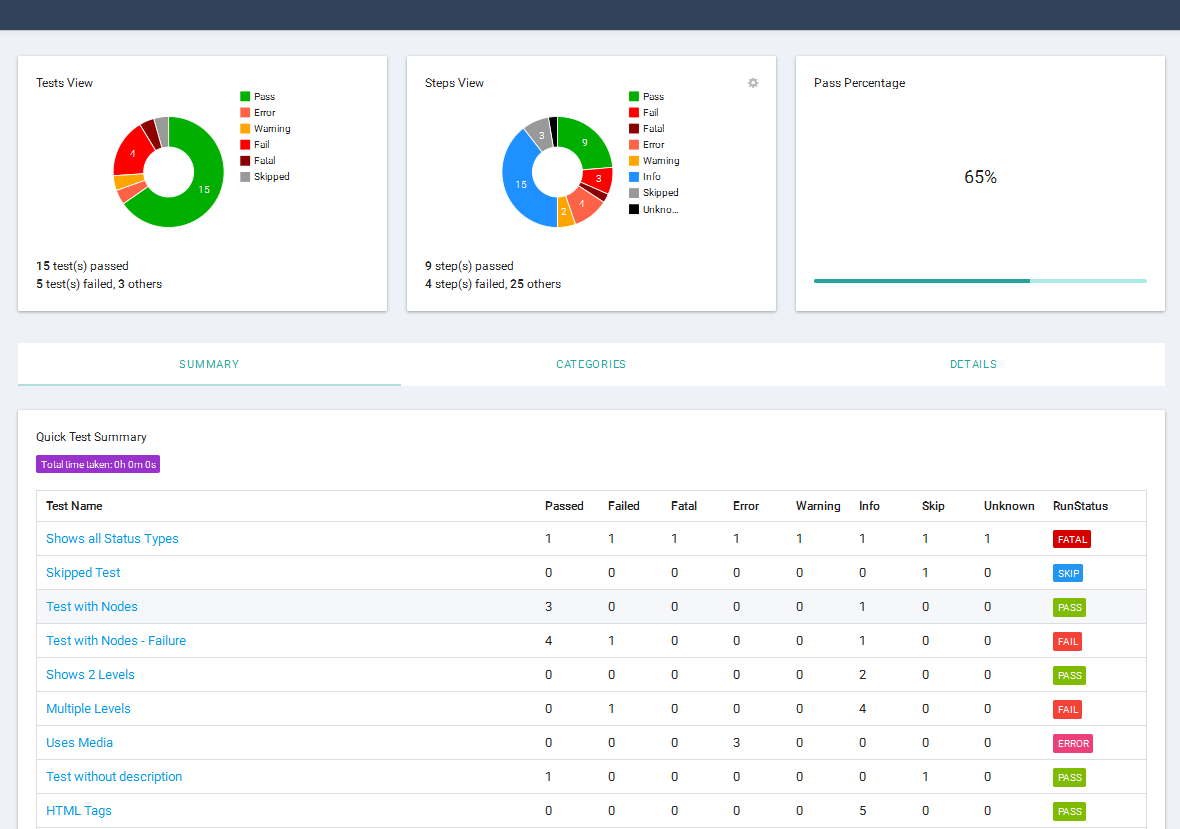 Tests View
Pass
Error
Warning
Fail
Fatal
Skipped
4
15
15 test(s) passed
5 test(s) failed, 3 others
Steps View
Pass
Fail
Fatal
Error
Warning
Info
Skipped
Unkno...
3
9
3
4
2
15
9 step(s) passed
4 step(s) failed, 25 others
Pass Percentage
65%
SUMMARY CATEGORIES DETAILS
Quick Test Summary
Total time taken: 0h 0m 0s
Test Name Passed Failed Fatal Error Warning Info Skip Unknown RunStatus
Shows all Status Types 1 1 1 1 1 1 1 1 FATAL
Skipped Test 0 0 0 0 0 0 1 0 SKIP
Test with Nodes 3 0 0 0 0 1 0 0 PASS
Test with Nodes - Failure 4 1 0 0 0 1 0 0 FAIL
Shows 2 Levels 0 0 0 0 0 2 0 0 PASS
Multiple Levels 0 1 0 0 0 4 0 0 FAIL
Uses Media 0 0 0 3 0 0 0 0 ERROR
Test without description 1 0 0 0 0 0 1 0 PASS
HTML Tags 0 0 0 0 0 5 0 0 PASS